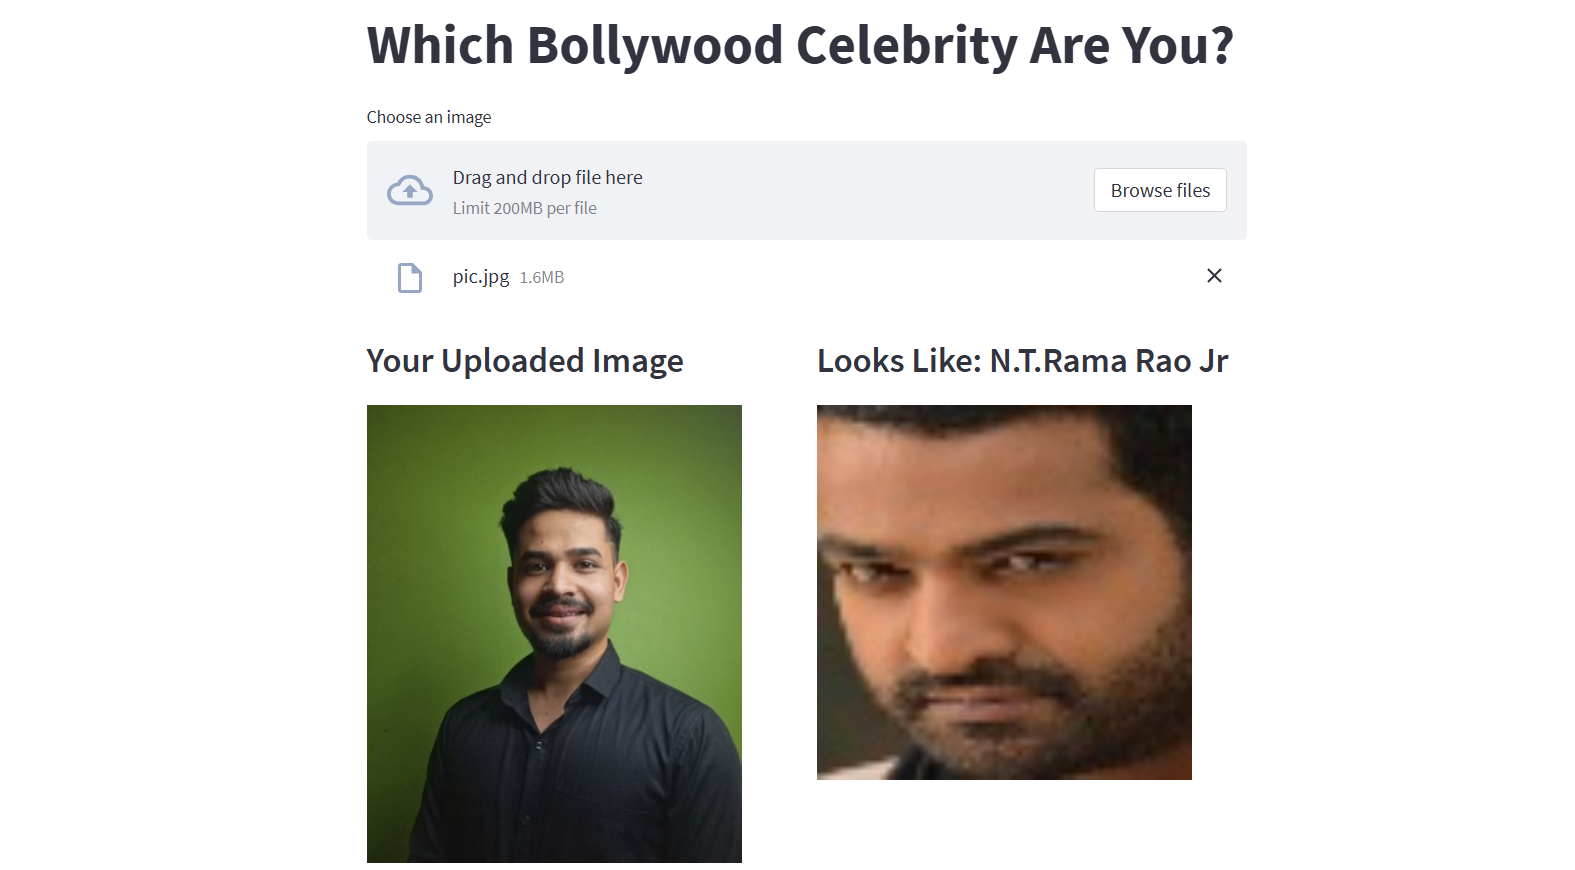 Which Bollywood Celebrity Are You?
Choose an image
Drag and drop file here
Limit 200MB per file
Browse files
pic.jpg 1.6MB
Your Uploaded Image
Looks Like: N.T.Rama Rao Jr